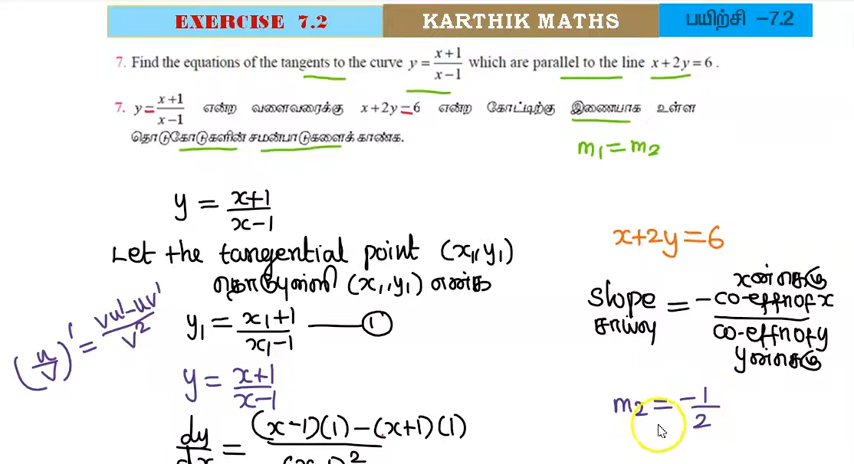 EXERCISE 7.2 KARTHIK MATHS பயிற்சி –7.2
7. Find the equations of the tangents to the curve y = x+1/x−1 which are parallel to the line x + 2y = 6 .
7. y = x+1/x−1 என்ற வளைவரைக்கு x+2y=6 என்ற கோட்டிற்கு இணையாக உள்ள
தொடுகோடுகளின் சமன்பாடுகளைக் காண்க.
m₁=m₂
y = x+1/x−1
Let the tangential point (x₁,y₁)
(x₁,y₁) என்க
y₁ = x₁+1/x₁−1 —— ①
(u/v)′ = vu′−uv′/v²
y = x+1/x−1
dy/dx = (x−1)(1)−(x+1)(1)/(x−1)²
x+2y=6
Slope சாய்வு = −co-effn of x/co-effn of y
m₂ = −1/2